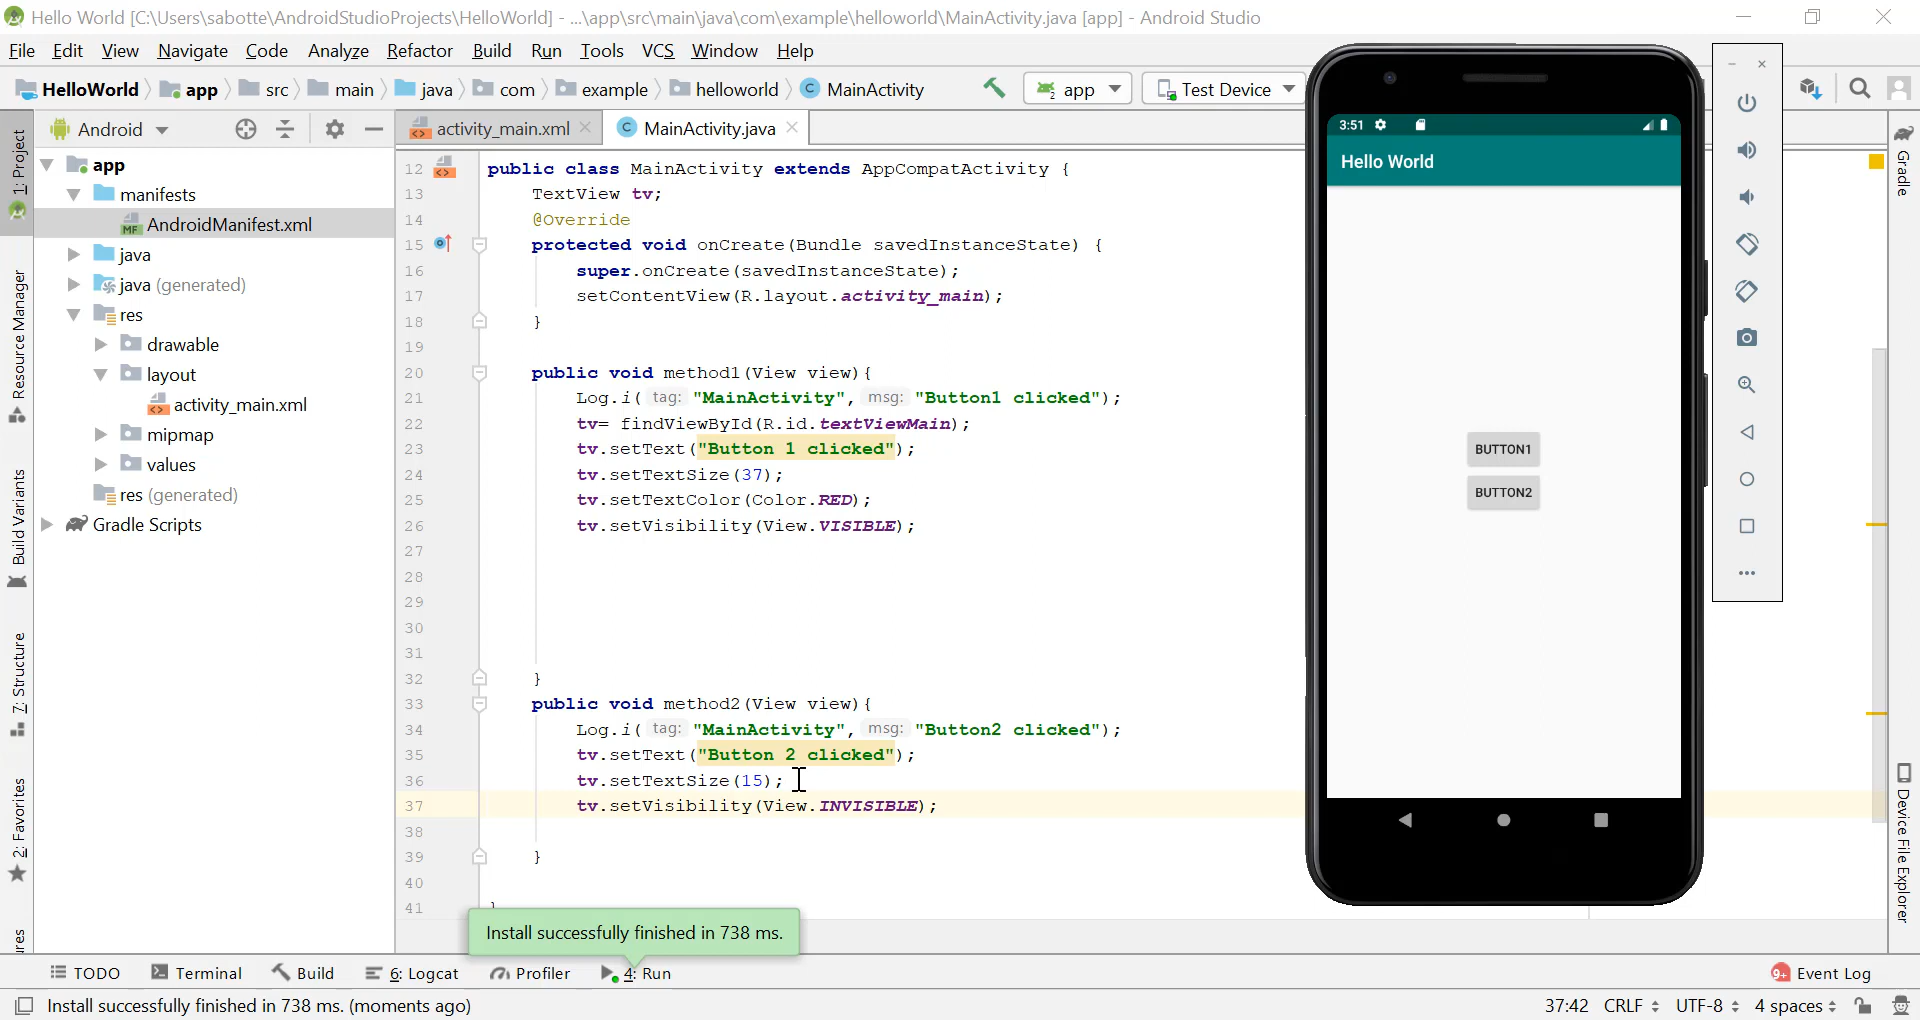 Hello World [C:\Users\sabotte\AndroidStudioProjects\HelloWorld] - ...\app\src\main\java\com\example\helloworld\MainActivity.java [app] - Android Studio
File Edit View Navigate Code Analyze Refactor Build Run Tools VCS Window Help
HelloWorld app src main java com example helloworld C MainActivity app Test Device
1: Project
Resource Manager
Build Variants
7: Structure
2: Favorites
Android
app
manifests
MF AndroidManifest.xml
java
java (generated)
res
drawable
layout
activity_main.xml
mipmap
values
res (generated)
Gradle Scripts
activity_main.xml C MainActivity.java
12 public class MainActivity extends AppCompatActivity {
13 TextView tv;
14 @Override
15 protected void onCreate(Bundle savedInstanceState) {
16 super.onCreate(savedInstanceState);
17 setContentView(R.layout.activity_main);
18 }
19
20 public void method1(View view){
21 Log.i( tag: "MainActivity", msg: "Button1 clicked");
22 tv= findViewById(R.id.textViewMain);
23 tv.setText("Button 1 clicked");
24 tv.setTextSize(37);
25 tv.setTextColor(Color.RED);
26 tv.setVisibility(View.VISIBLE);
27
28
29
30
31
32 }
33 public void method2(View view){
34 Log.i( tag: "MainActivity", msg: "Button2 clicked");
35 tv.setText("Button 2 clicked");
36 tv.setTextSize(15);
37 tv.setVisibility(View.INVISIBLE);
38
39 }
40
41
Install successfully finished in 738 ms.
3:51
Hello World
BUTTON1
BUTTON2
Gradle
Device File Explorer
TODO Terminal Build 6: Logcat Profiler 4: Run 9+ Event Log
Install successfully finished in 738 ms. (moments ago) 37:42 CRLF UTF-8 4 spaces